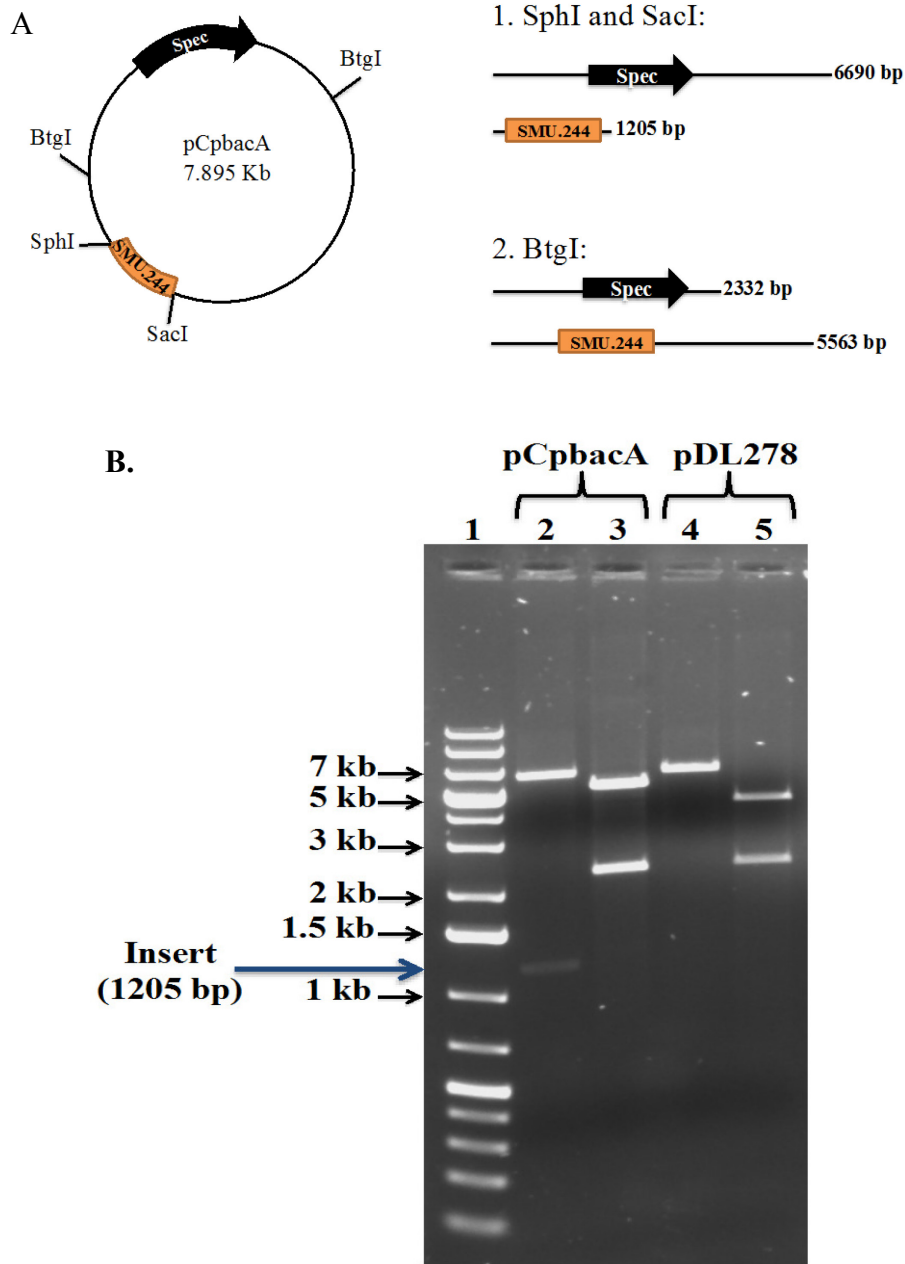 A
Spec
BtgI
BtgI
pCpbacA
7.895 Kb
SphI
SMU.244
SacI
1. SphI and SacI:
Spec
6690 bp
SMU.244
1205 bp
2. BtgI:
Spec
2332 bp
SMU.244
5563 bp
B.
pCpbacA pDL278
1 2 3 4 5
7 kb
5 kb
3 kb
2 kb
1.5 kb
Insert
(1205 bp)
1 kb